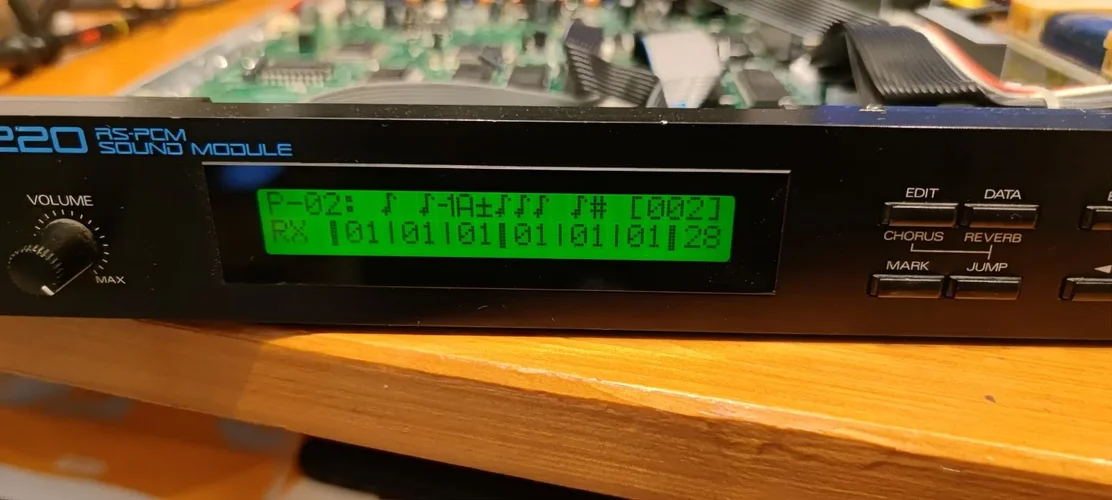 220 RS-PCM
SOUND MODULE
VOLUME
MAX
P-02: ♪ ♪-1A±♪♪♪ ♪# [002]
RX |01|01|01|01|01|01|28
EDIT DATA
CHORUS REVERB
MARK JUMP